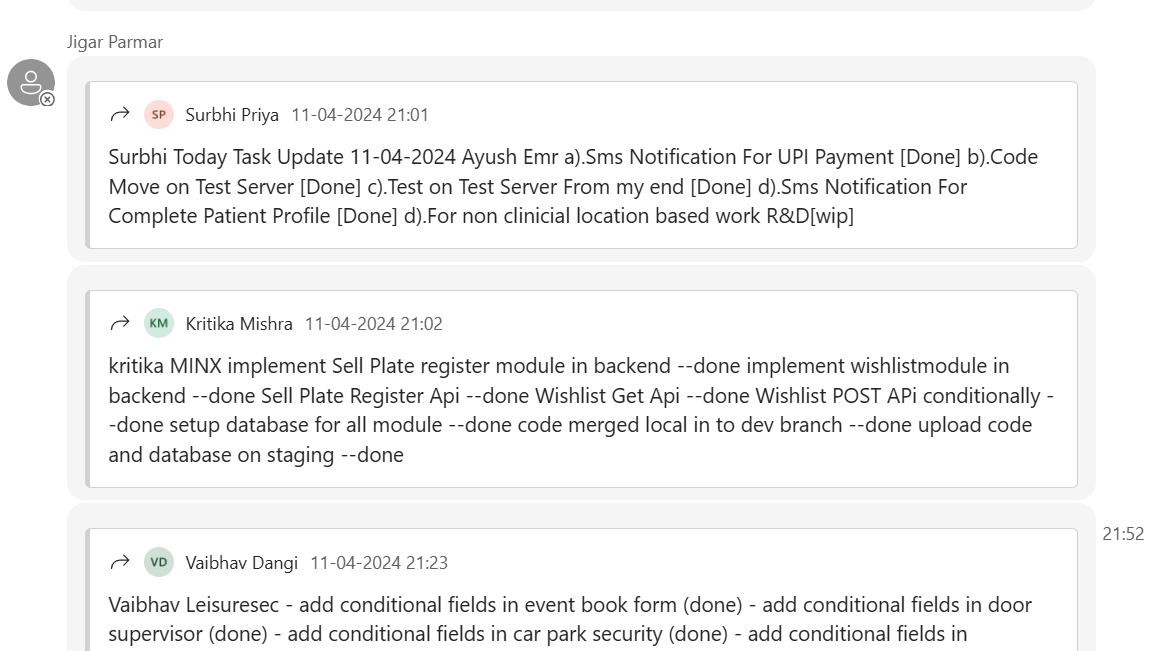 Jigar Parmar
SP Surbhi Priya 11-04-2024 21:01
Surbhi Today Task Update 11-04-2024 Ayush Emr a).Sms Notification For UPI Payment [Done] b).Code
Move on Test Server [Done] c).Test on Test Server From my end [Done] d).Sms Notification For
Complete Patient Profile [Done] d).For non clinicial location based work R&D[wip]
KM Kritika Mishra 11-04-2024 21:02
kritika MINX implement Sell Plate register module in backend --done implement wishlistmodule in
backend --done Sell Plate Register Api --done Wishlist Get Api --done Wishlist POST APi conditionally -
-done setup database for all module --done code merged local in to dev branch --done upload code
and database on staging --done
21:52
VD Vaibhav Dangi 11-04-2024 21:23
Vaibhav Leisuresec - add conditional fields in event book form (done) - add conditional fields in door
supervisor (done) - add conditional fields in car park security (done) - add conditional fields in